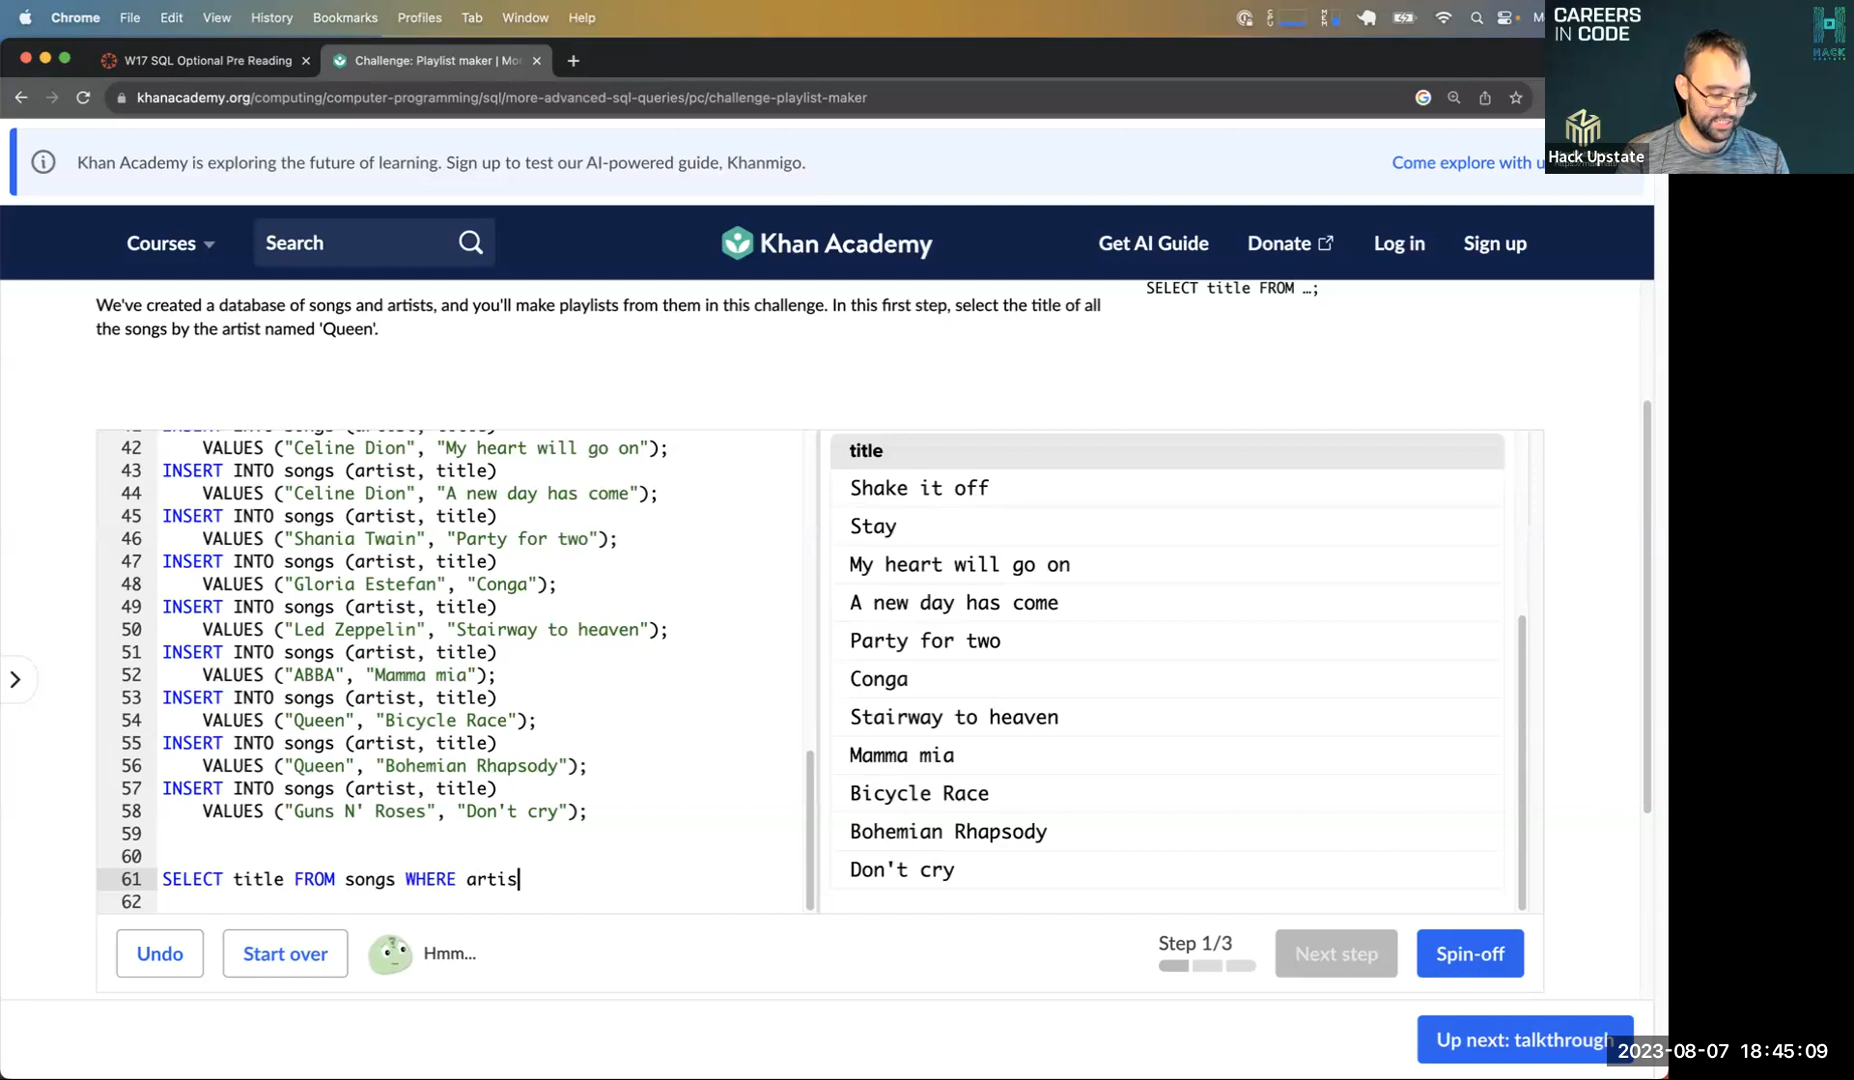 Chrome File Edit View History Bookmarks Profiles Tab Window Help
CAREERS
IN CODE
HACK
W17 SQL Optional Pre Reading
Challenge: Playlist maker | Mo
khanacademy.org/computing/computer-programming/sql/more-advanced-sql-queries/pc/challenge-playlist-maker
Hack Upstate
Khan Academy is exploring the future of learning. Sign up to test our AI-powered guide, Khanmigo.
Come explore with u
Courses Search Khan Academy Get AI Guide Donate Log in Sign up
We've created a database of songs and artists, and you'll make playlists from them in this challenge. In this first step, select the title of all
the songs by the artist named 'Queen'.
SELECT title FROM …;
42 VALUES ("Celine Dion", "My heart will go on");
43 INSERT INTO songs (artist, title)
44 VALUES ("Celine Dion", "A new day has come");
45 INSERT INTO songs (artist, title)
46 VALUES ("Shania Twain", "Party for two");
47 INSERT INTO songs (artist, title)
48 VALUES ("Gloria Estefan", "Conga");
49 INSERT INTO songs (artist, title)
50 VALUES ("Led Zeppelin", "Stairway to heaven");
51 INSERT INTO songs (artist, title)
52 VALUES ("ABBA", "Mamma mia");
53 INSERT INTO songs (artist, title)
54 VALUES ("Queen", "Bicycle Race");
55 INSERT INTO songs (artist, title)
56 VALUES ("Queen", "Bohemian Rhapsody");
57 INSERT INTO songs (artist, title)
58 VALUES ("Guns N' Roses", "Don't cry");
59
60
61 SELECT title FROM songs WHERE artis
62
title
Shake it off
Stay
My heart will go on
A new day has come
Party for two
Conga
Stairway to heaven
Mamma mia
Bicycle Race
Bohemian Rhapsody
Don't cry
Undo Start over Hmm... Step 1/3 Next step Spin-off
Up next: talkthrough
2023-08-07 18:45:09